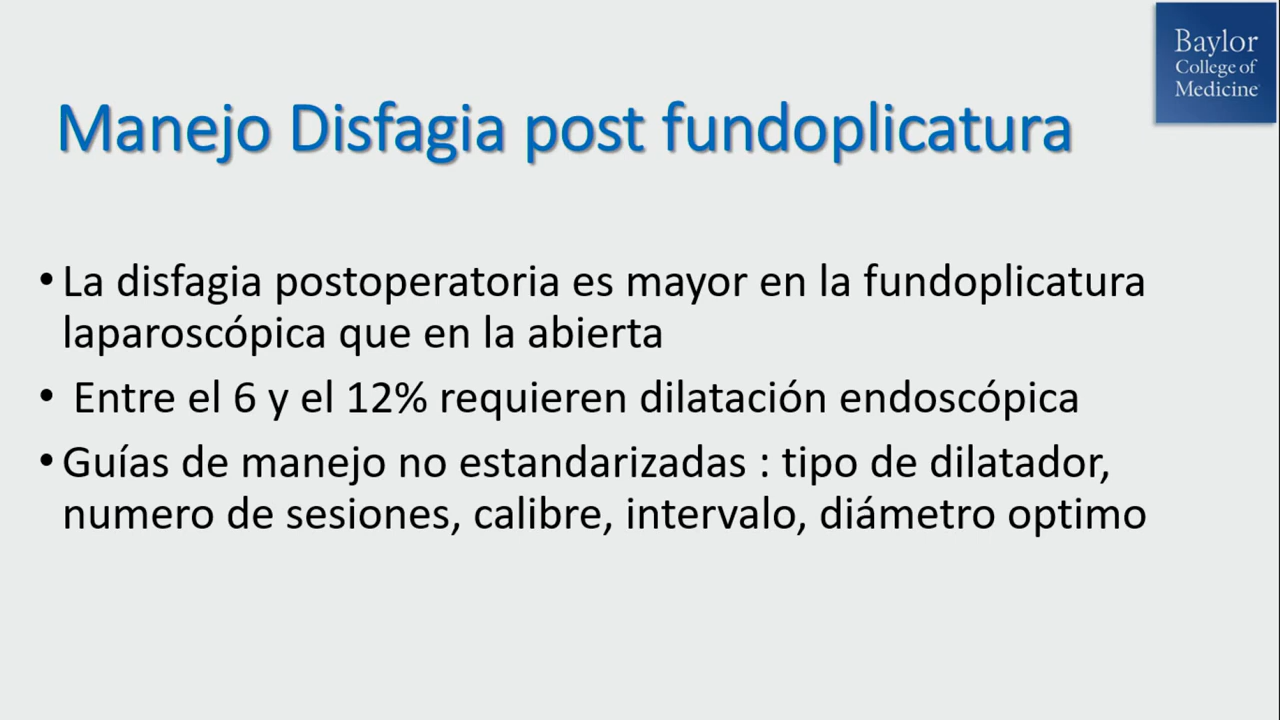 Baylor
College of
Medicine
Manejo Disfagia post fundoplicatura
• La disfagia postoperatoria es mayor en la fundoplicatura
laparoscópica que en la abierta
• Entre el 6 y el 12% requieren dilatación endoscópica
• Guías de manejo no estandarizadas : tipo de dilatador,
numero de sesiones, calibre, intervalo, diámetro optimo